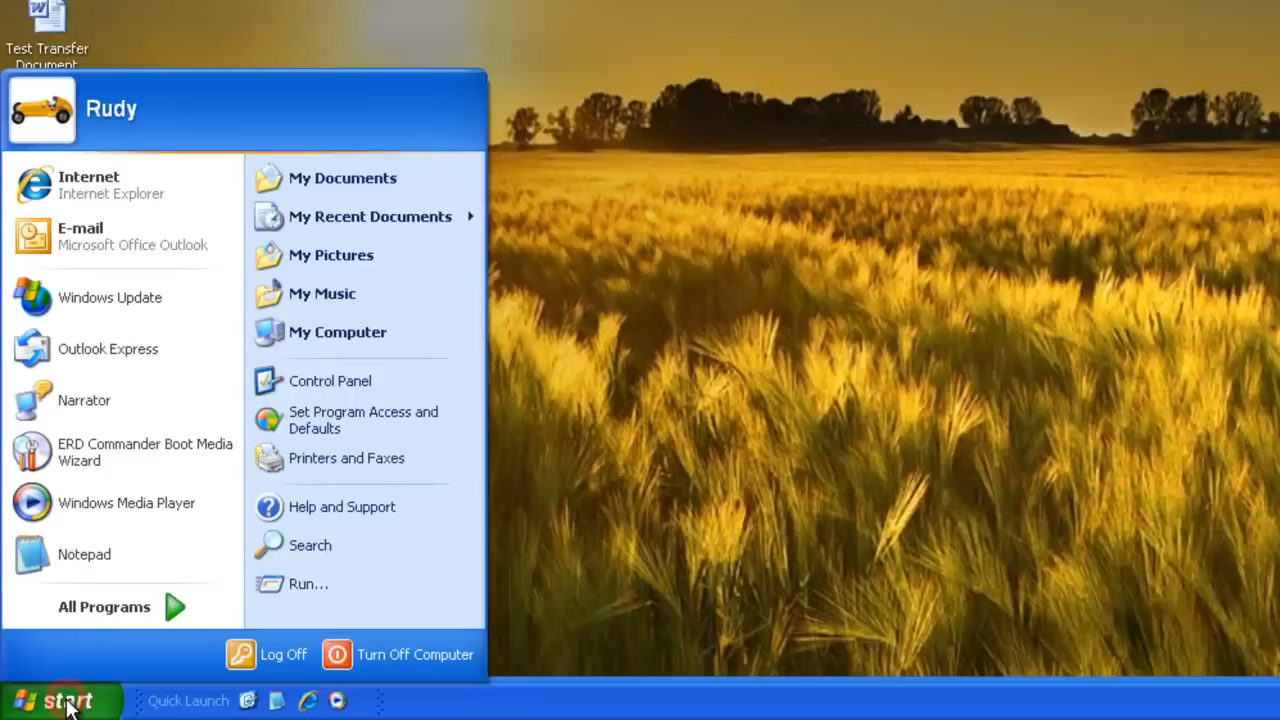 Test Transfer
Document
Rudy
Internet
Internet Explorer
E-mail
Microsoft Office Outlook
Windows Update
Outlook Express
Narrator
ERD Commander Boot Media
Wizard
Windows Media Player
Notepad
All Programs
My Documents
My Recent Documents
My Pictures
My Music
My Computer
Control Panel
Set Program Access and
Defaults
Printers and Faxes
Help and Support
Search
Run...
Log Off
Turn Off Computer
start
Quick Launch